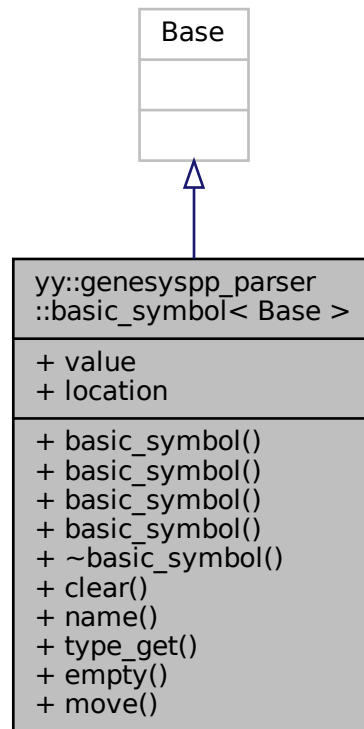 Base
yy::genesyspp_parser
::basic_symbol< Base >
+ value
+ location
+ basic_symbol()
+ basic_symbol()
+ basic_symbol()
+ basic_symbol()
+ ~basic_symbol()
+ clear()
+ name()
+ type_get()
+ empty()
+ move()